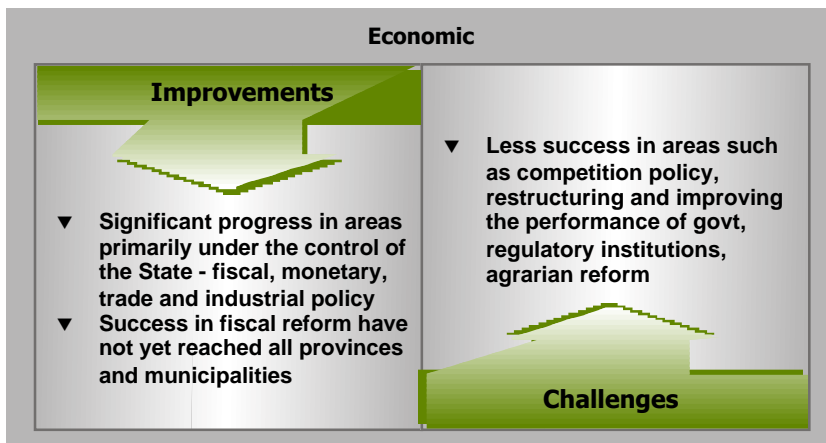 Economic
Improvements
▼ Significant progress in areas
primarily under the control of
the State - fiscal, monetary,
trade and industrial policy
▼ Success in fiscal reform have
not yet reached all provinces
and municipalities
▼ Less success in areas such
as competition policy,
restructuring and improving
the performance of govt,
regulatory institutions,
agrarian reform
Challenges